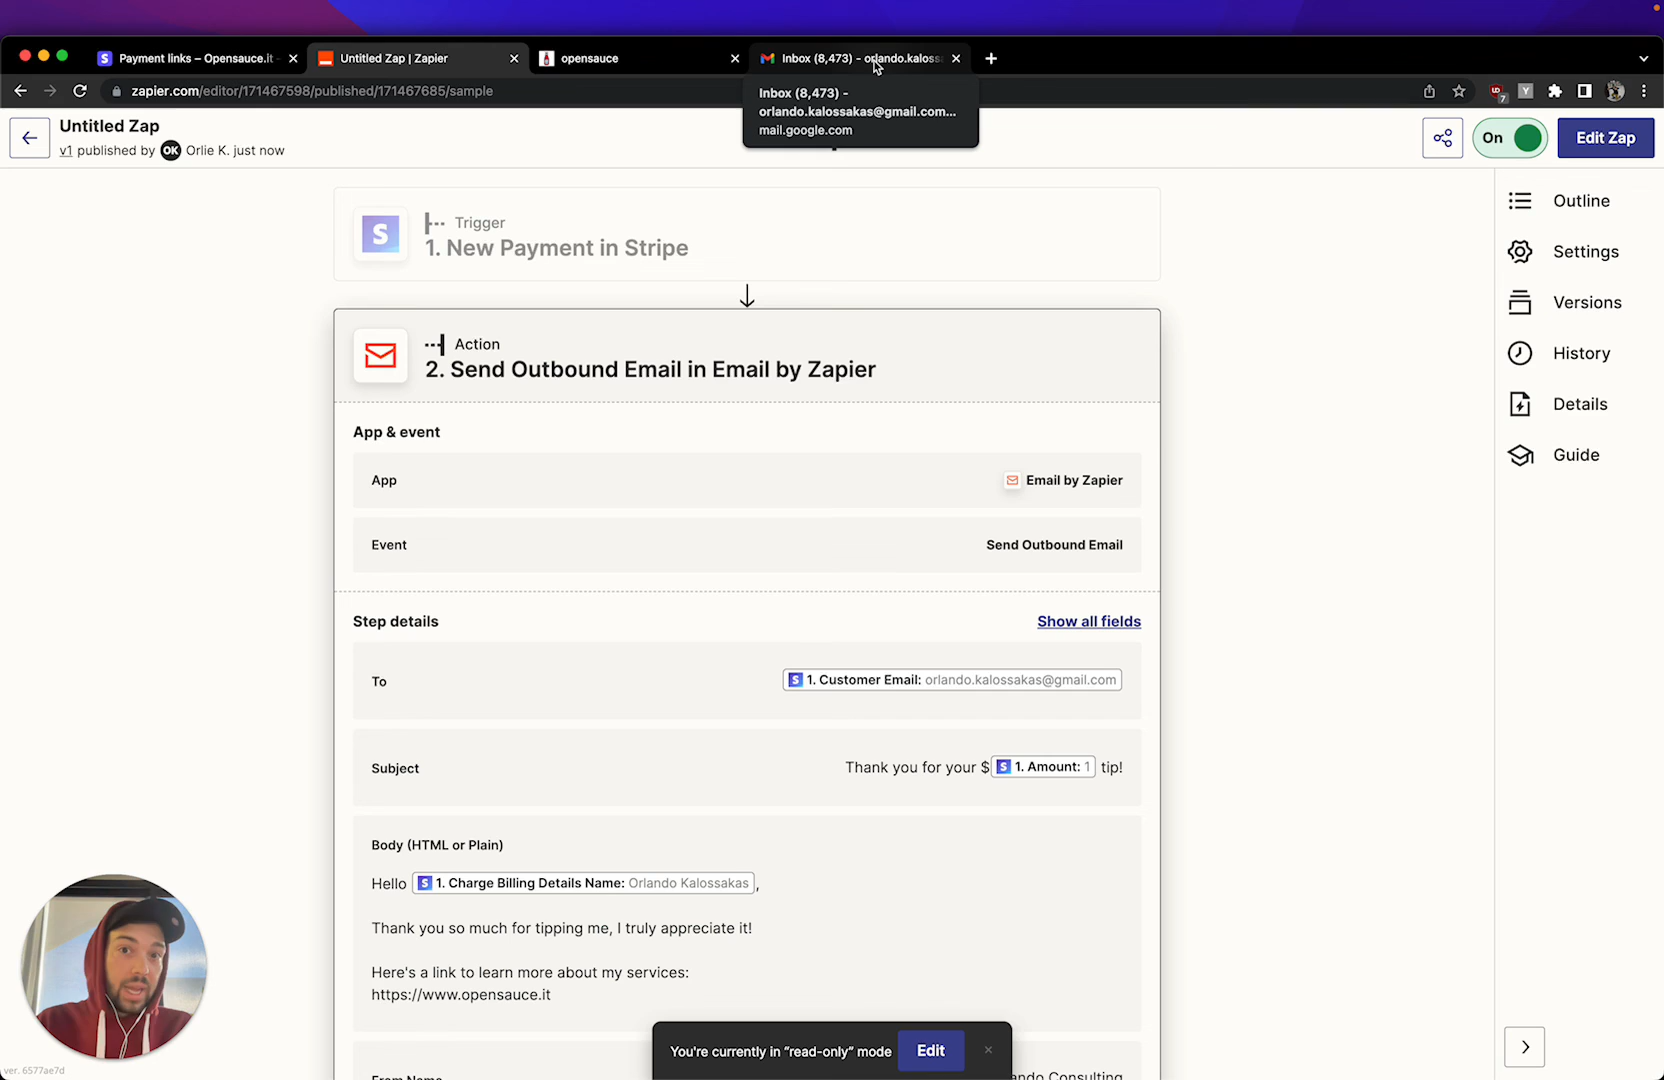 Payment links – Opensauce.it -
Untitled Zap | Zapier
opensauce
Inbox (8,473) - orlando.kaloss
zapier.com/editor/171467598/published/171467685/sample
7
Y
Inbox (8,473) -
orlando.kalossakas@gmail.com...
mail.google.com
Untitled Zap
v1 published by OK Orlie K. just now
On
Edit Zap
Outline
Settings
Versions
History
Details
Guide
S
Trigger
1. New Payment in Stripe
Action
2. Send Outbound Email in Email by Zapier
App & event
App
Email by Zapier
Event
Send Outbound Email
Step details
Show all fields
To
S 1. Customer Email: orlando.kalossakas@gmail.com
Subject
Thank you for your $ S 1. Amount: 1 tip!
Body (HTML or Plain)
Hello S 1. Charge Billing Details Name: Orlando Kalossakas ,
Thank you so much for tipping me, I truly appreciate it!
Here's a link to learn more about my services:
https://www.opensauce.it
You're currently in “read-only” mode
Edit
From Name
ando Consulting
ver. 6577ae7d